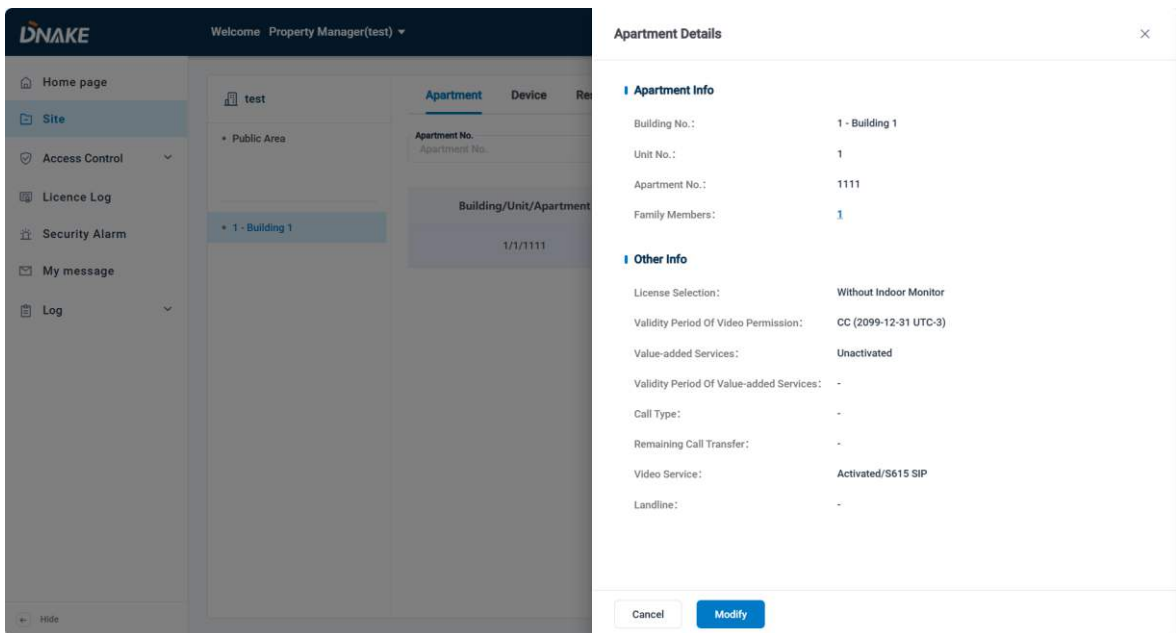 DNAKE
Welcome Property Manager(test)
Home page
Site
Access Control
Licence Log
Security Alarm
My message
Log
Hide
test
Public Area
1 - Building 1
Apartment Device Re
Apartment No.
Apartment No.
Building/Unit/Apartment
1/1/1111
Apartment Details
Apartment Info
Building No.: 1 - Building 1
Unit No.: 1
Apartment No.: 1111
Family Members: 1
Other Info
License Selection: Without Indoor Monitor
Validity Period Of Video Permission: CC (2099-12-31 UTC-3)
Value-added Services: Unactivated
Validity Period Of Value-added Services: -
Call Type: -
Remaining Call Transfer: -
Video Service: Activated/S615 SIP
Landline: -
Cancel Modify